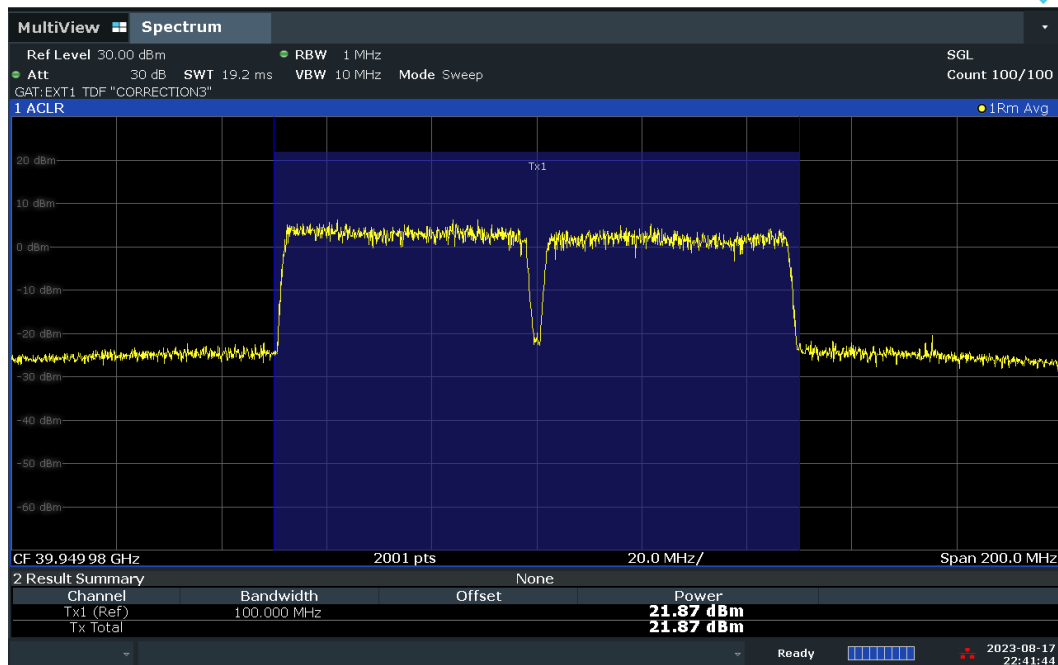 MultiView Spectrum
Ref Level 30.00 dBm RBW 1 MHz SGL
Att 30 dB SWT 19.2 ms VBW 10 MHz Mode Sweep Count 100/100
GAT:EXT1 TDF "CORRECTION3"
1 ACLR 1Rm Avg
Tx1
20 dBm
10 dBm
0 dBm
-10 dBm
-20 dBm
-30 dBm
-40 dBm
-50 dBm
-60 dBm
CF 39.94998 GHz 2001 pts 20.0 MHz/ Span 200.0 MHz
2 Result Summary None
Channel Bandwidth Offset Power
Tx1 (Ref) 100.000 MHz 21.87 dBm
Tx Total 21.87 dBm
Ready 2023-08-17
22:41:44